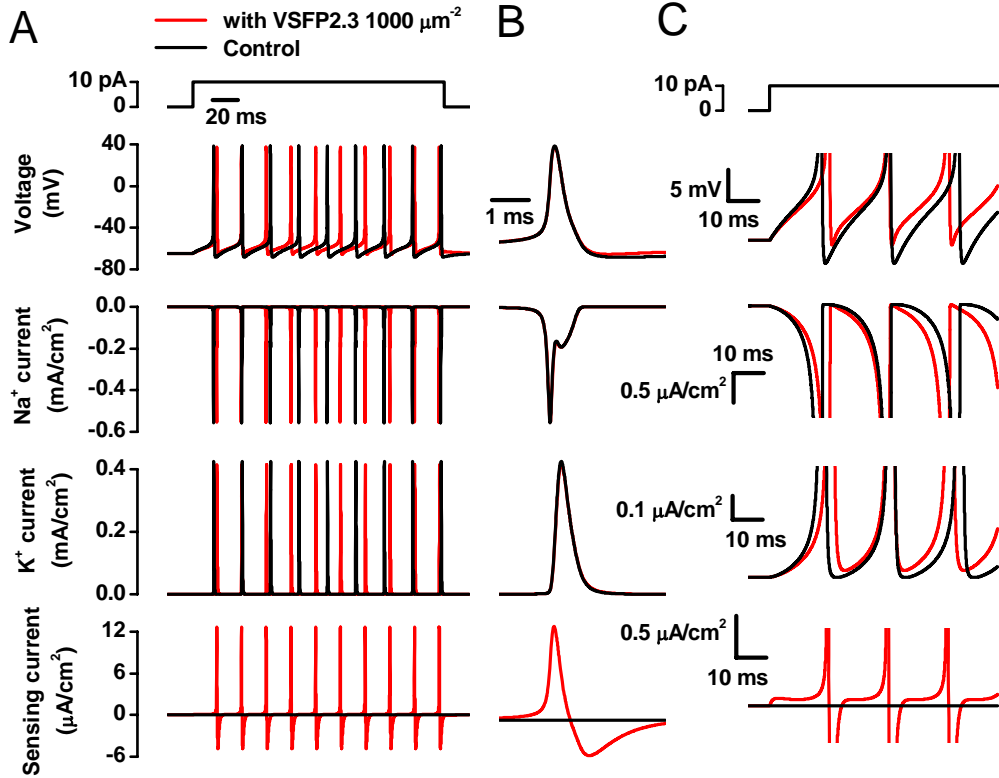 A
with VSFP2.3 1000 µm⁻²
Control
B
C
10 pA
0
20 ms
10 pA
0
Voltage
(mV)
40
0
-40
-80
1 ms
5 mV
10 ms
Na⁺ current
(mA/cm²)
0.0
-0.2
-0.4
-0.6
10 ms
0.5 µA/cm²
K⁺ current
(mA/cm²)
0.4
0.2
0.0
0.1 µA/cm²
10 ms
Sensing current
(µA/cm²)
12
6
0
-6
0.5 µA/cm²
10 ms